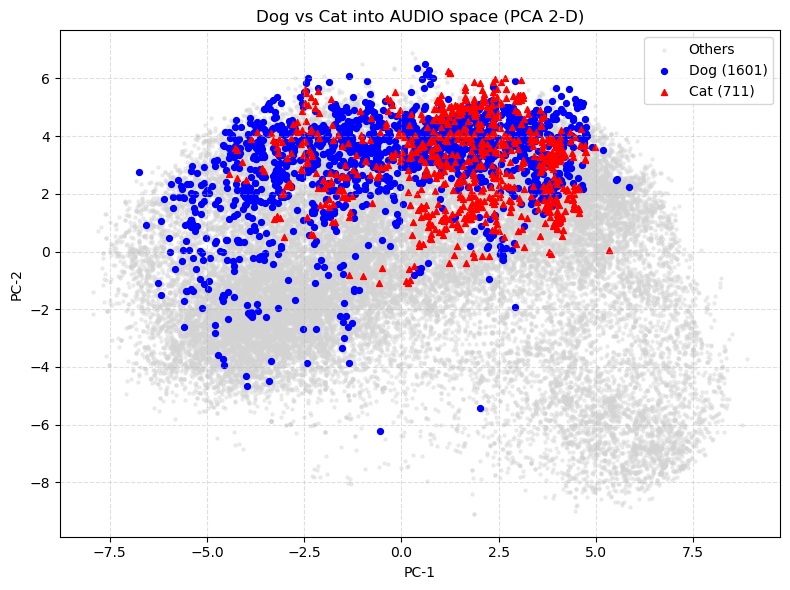 Dog vs Cat into AUDIO space (PCA 2-D)
Others
Dog (1601)
Cat (711)
PC-2
6
4
2
0
−2
−4
−6
−8
−7.5 −5.0 −2.5 0.0 2.5 5.0 7.5
PC-1